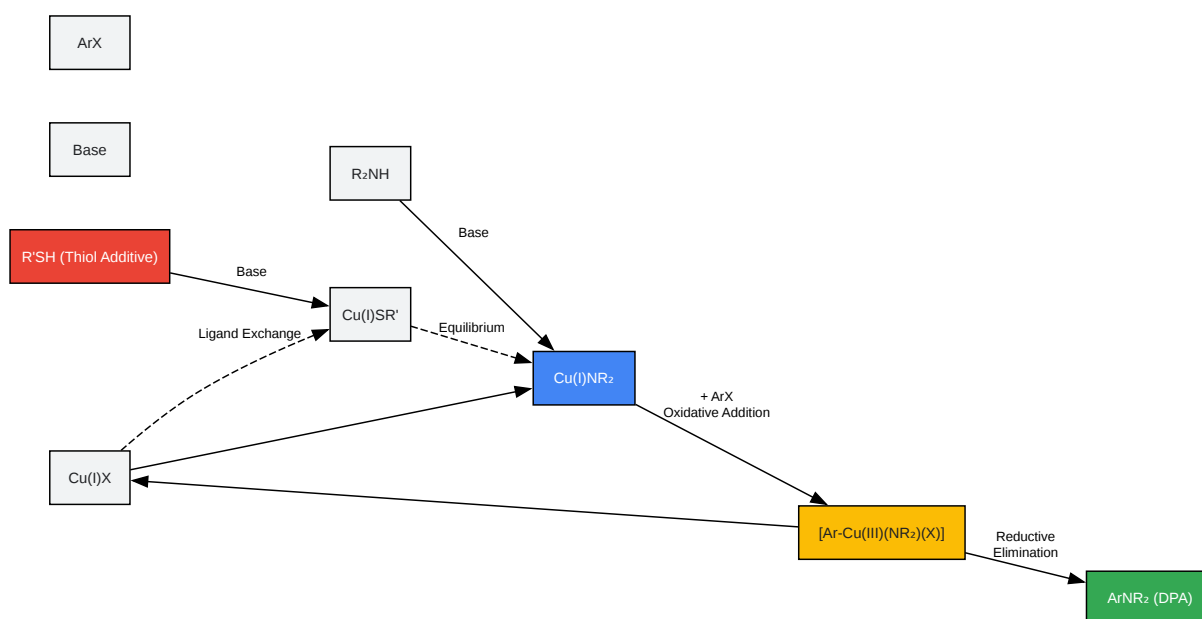 ArX
Base
R₂NH
Base
R'SH (Thiol Additive)
Base
Cu(I)SR'
Ligand Exchange
Equilibrium
Cu(I)NR₂
+ ArX
Oxidative Addition
Cu(I)X
[Ar-Cu(III)(NR₂)(X)]
Reductive
Elimination
ArNR₂ (DPA)